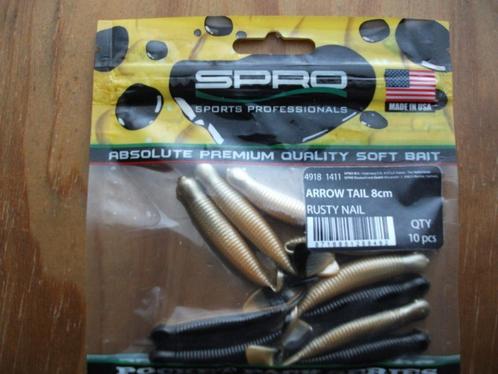 SPRO
SPORTS PROFESSIONALS
MADE IN USA
ABSOLUTE PREMIUM QUALITY SOFT BAIT
4918 1411
ARROW TAIL 8cm
RUSTY NAIL
QTY
10 pcs